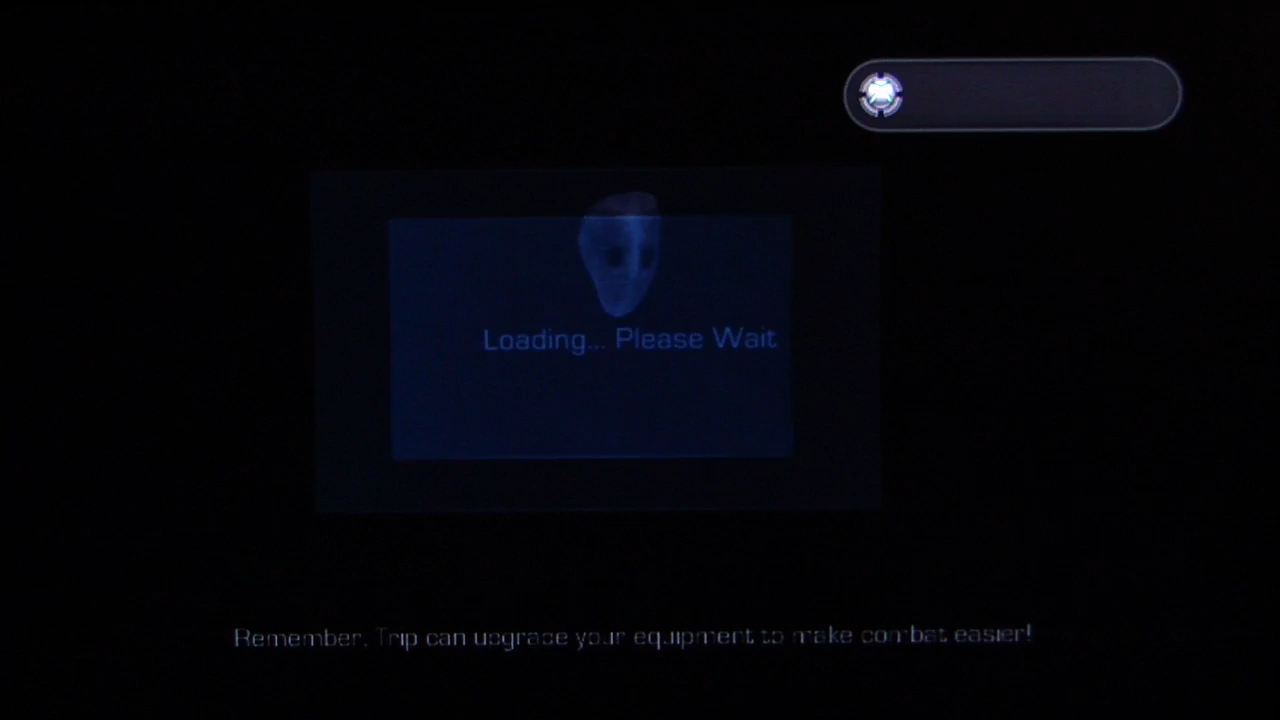 Loading... Please Wait
Remember, Trip can upgrade your equipment to make combat easier!